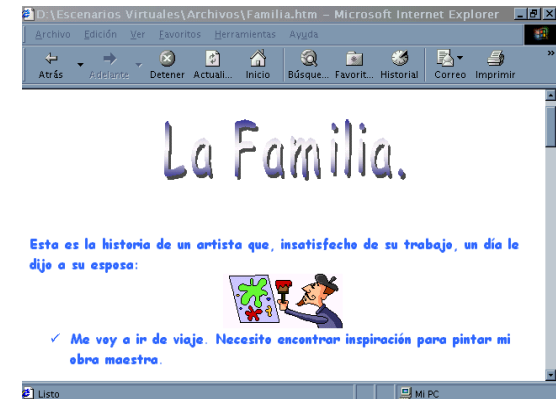 D:\Escenarios Virtuales\Archivos\Familia.htm - Microsoft Internet Explorer
Archivo Edición Ver Favoritos Herramientas Ayuda
Atrás Adelante Detener Actuali... Inicio Búsque... Favorit... Historial Correo Imprimir
La Familia.
Esta es la historia de un artista que, insatisfecho de su trabajo, un día le
dijo a su esposa:
✓ Me voy a ir de viaje. Necesito encontrar inspiración para pintar mi
obra maestra.
Listo Mi PC